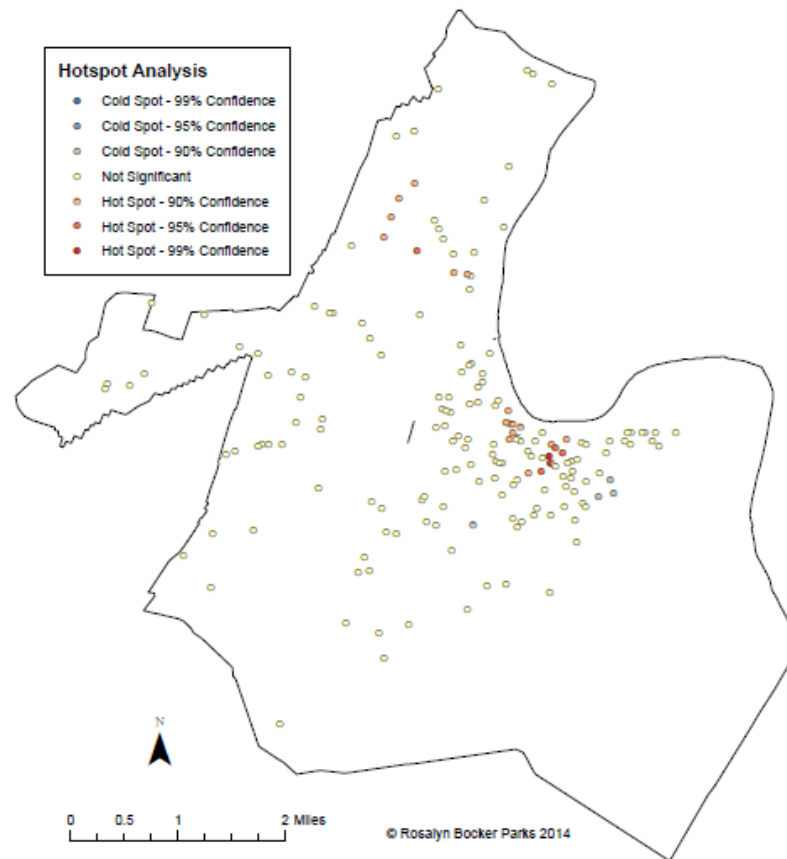 Hotspot Analysis
Cold Spot - 99% Confidence
Cold Spot - 95% Confidence
Cold Spot - 90% Confidence
Not Significant
Hot Spot - 90% Confidence
Hot Spot - 95% Confidence
Hot Spot - 99% Confidence
N
0 0.5 1 2 Miles
© Rosalyn Bocker Parks 2014